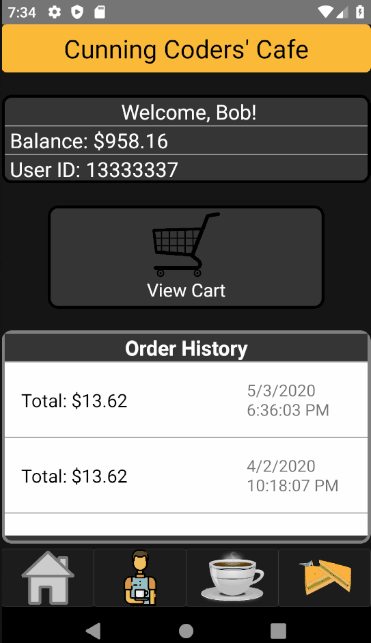 7:34
Cunning Coders' Cafe
Welcome, Bob!
Balance: $958.16
User ID: 13333337
View Cart
Order History
Total: $13.62
5/3/2020
6:36:03 PM
Total: $13.62
4/2/2020
10:18:07 PM